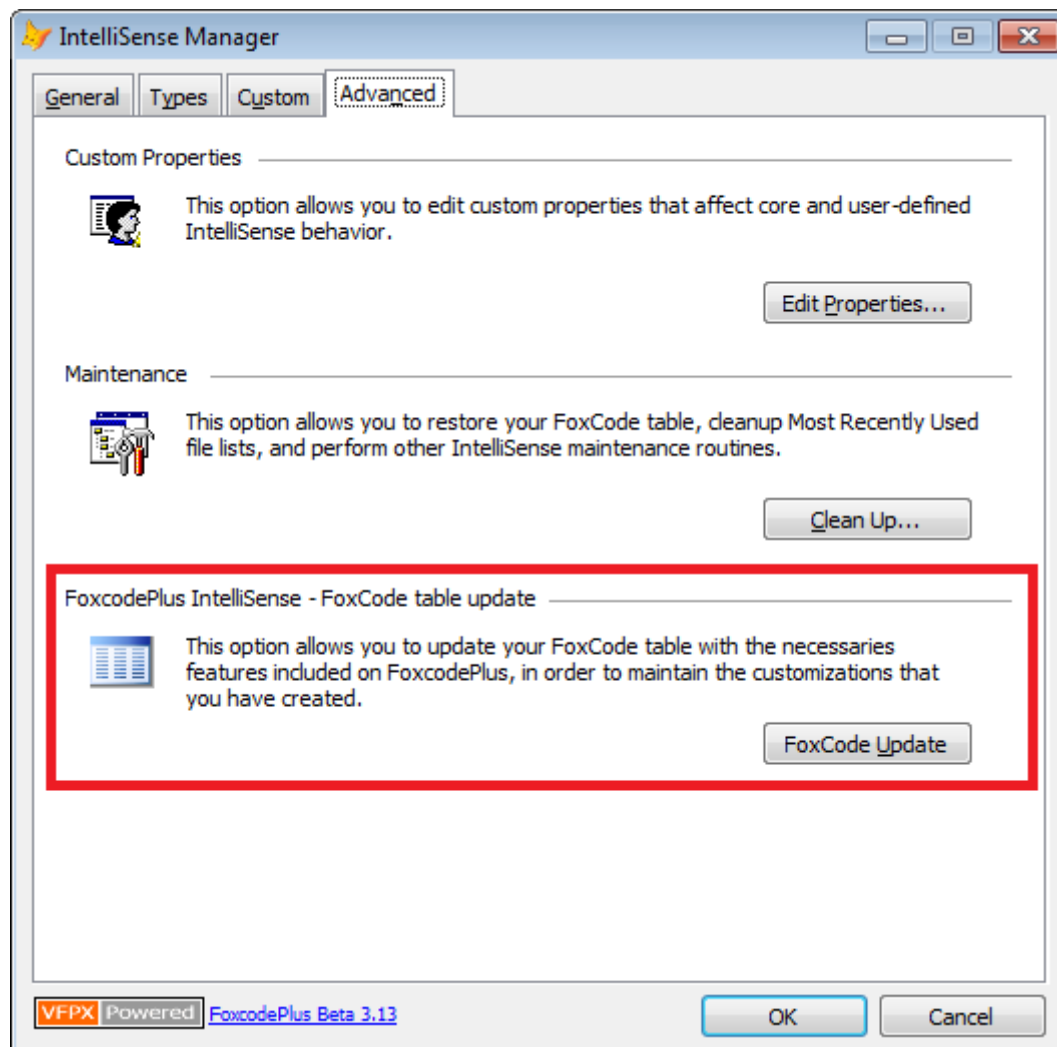 IntelliSense Manager
General
Types
Custom
Advanced
Custom Properties
This option allows you to edit custom properties that affect core and user-defined
IntelliSense behavior.
Edit Properties...
Maintenance
This option allows you to restore your FoxCode table, cleanup Most Recently Used
file lists, and perform other IntelliSense maintenance routines.
Clean Up...
FoxcodePlus IntelliSense - FoxCode table update
This option allows you to update your FoxCode table with the necessaries
features included on FoxcodePlus, in order to maintain the customizations that
you have created.
FoxCode Update
VFPX Powered
FoxcodePlus Beta 3.13
OK
Cancel